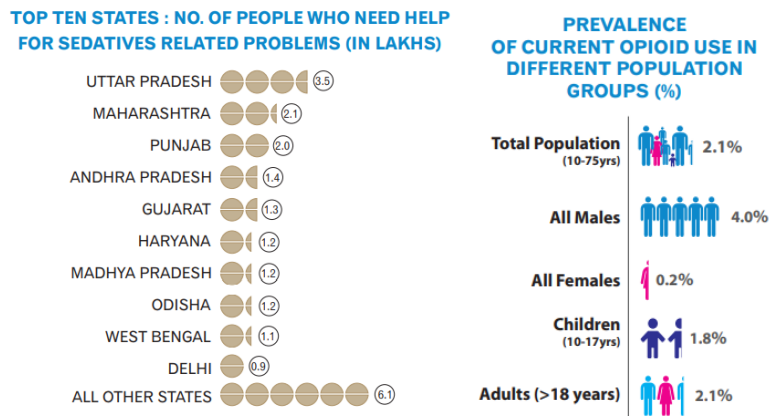 TOP TEN STATES : NO. OF PEOPLE WHO NEED HELP
FOR SEDATIVES RELATED PROBLEMS (IN LAKHS)
UTTAR PRADESH 3.5
MAHARASHTRA 2.1
PUNJAB 2.0
ANDHRA PRADESH 1.4
GUJARAT 1.3
HARYANA 1.2
MADHYA PRADESH 1.2
ODISHA 1.2
WEST BENGAL 1.1
DELHI 0.9
ALL OTHER STATES 6.1
PREVALENCE
OF CURRENT OPIOID USE IN
DIFFERENT POPULATION
GROUPS (%)
Total Population 2.1%
(10-75yrs)
All Males 4.0%
All Females 0.2%
Children 1.8%
(10-17yrs)
Adults (>18 years) 2.1%